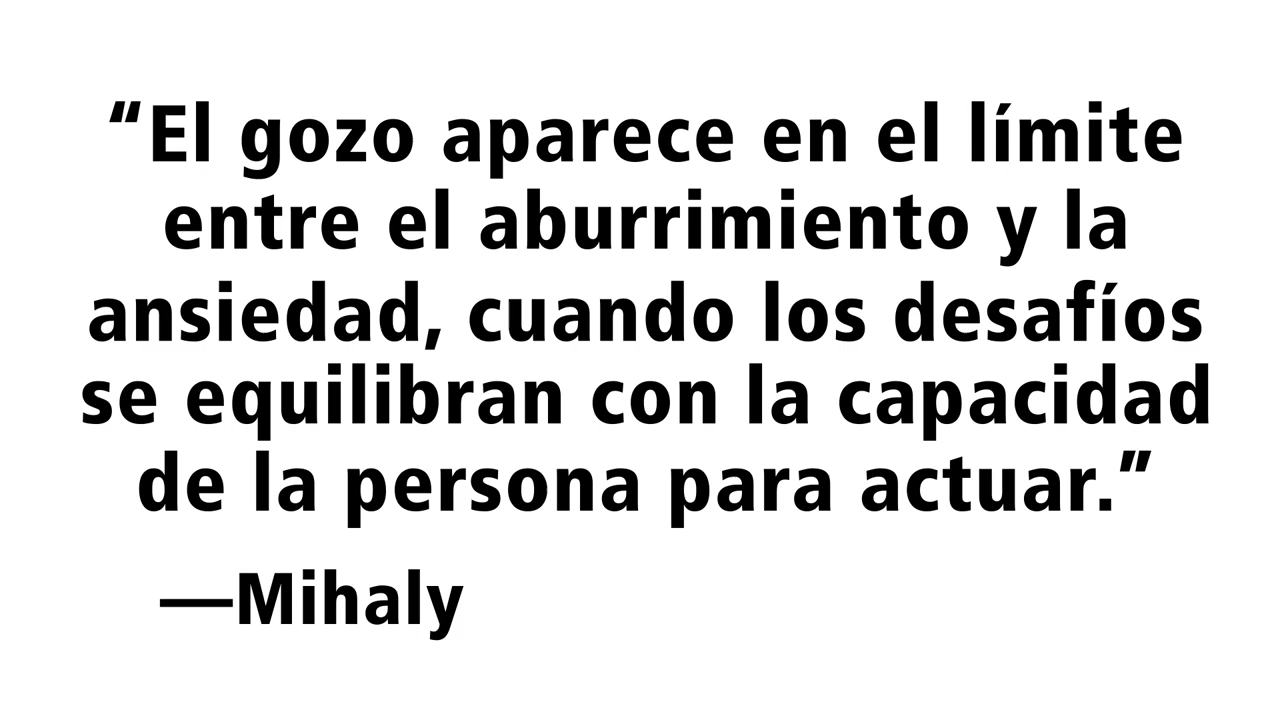 “El gozo aparece en el límite
entre el aburrimiento y la
ansiedad, cuando los desafíos
se equilibran con la capacidad
de la persona para actuar.”
—Mihaly